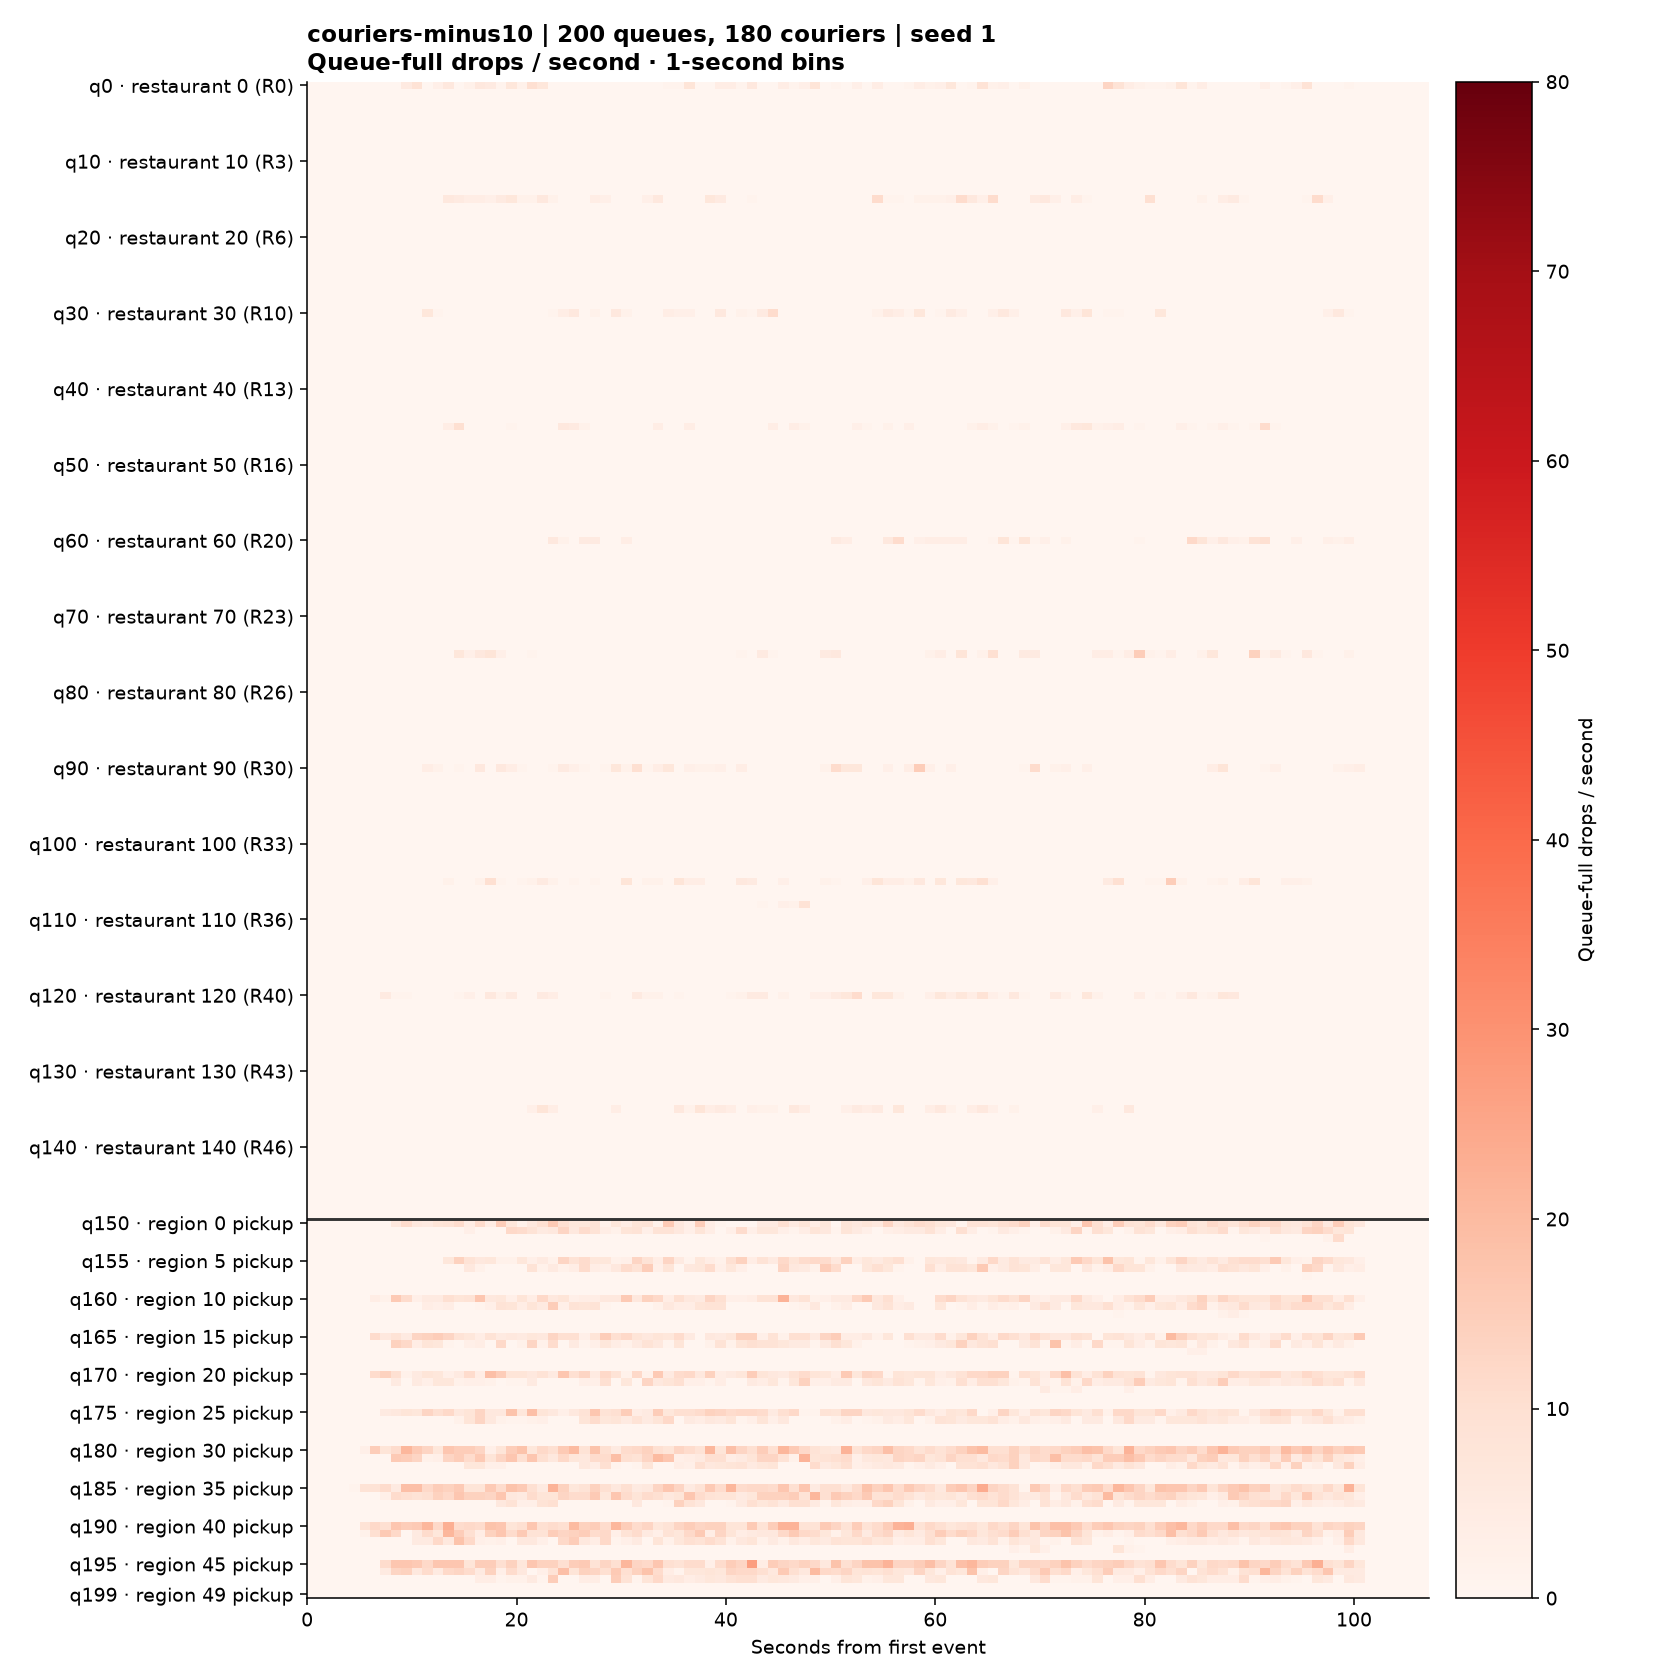 couriers-minus10 | 200 queues, 180 couriers | seed 1
Queue-full drops / second · 1-second bins
q0 · restaurant 0 (R0)
q10 · restaurant 10 (R3)
q20 · restaurant 20 (R6)
q30 · restaurant 30 (R10)
q40 · restaurant 40 (R13)
q50 · restaurant 50 (R16)
q60 · restaurant 60 (R20)
q70 · restaurant 70 (R23)
q80 · restaurant 80 (R26)
q90 · restaurant 90 (R30)
q100 · restaurant 100 (R33)
q110 · restaurant 110 (R36)
q120 · restaurant 120 (R40)
q130 · restaurant 130 (R43)
q140 · restaurant 140 (R46)
q150 · region 0 pickup
q155 · region 5 pickup
q160 · region 10 pickup
q165 · region 15 pickup
q170 · region 20 pickup
q175 · region 25 pickup
q180 · region 30 pickup
q185 · region 35 pickup
q190 · region 40 pickup
q195 · region 45 pickup
q199 · region 49 pickup
0 20 40 60 80 100
Seconds from first event
80
70
60
50
40
30
20
10
0
Queue-full drops / second